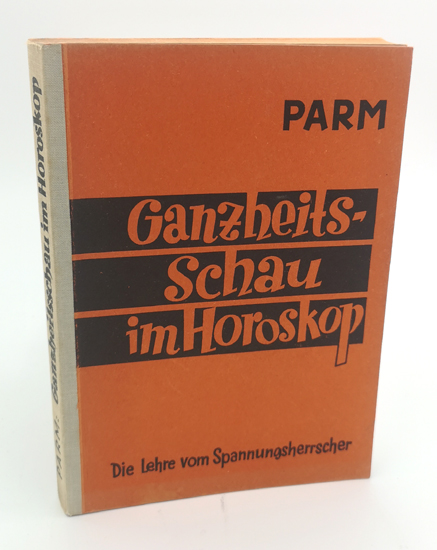 PARM
Ganzheits-
Schau
im Horoskop
Die Lehre vom Spannungsherrscher
PARM: Ganzheitsschau im Horoskop